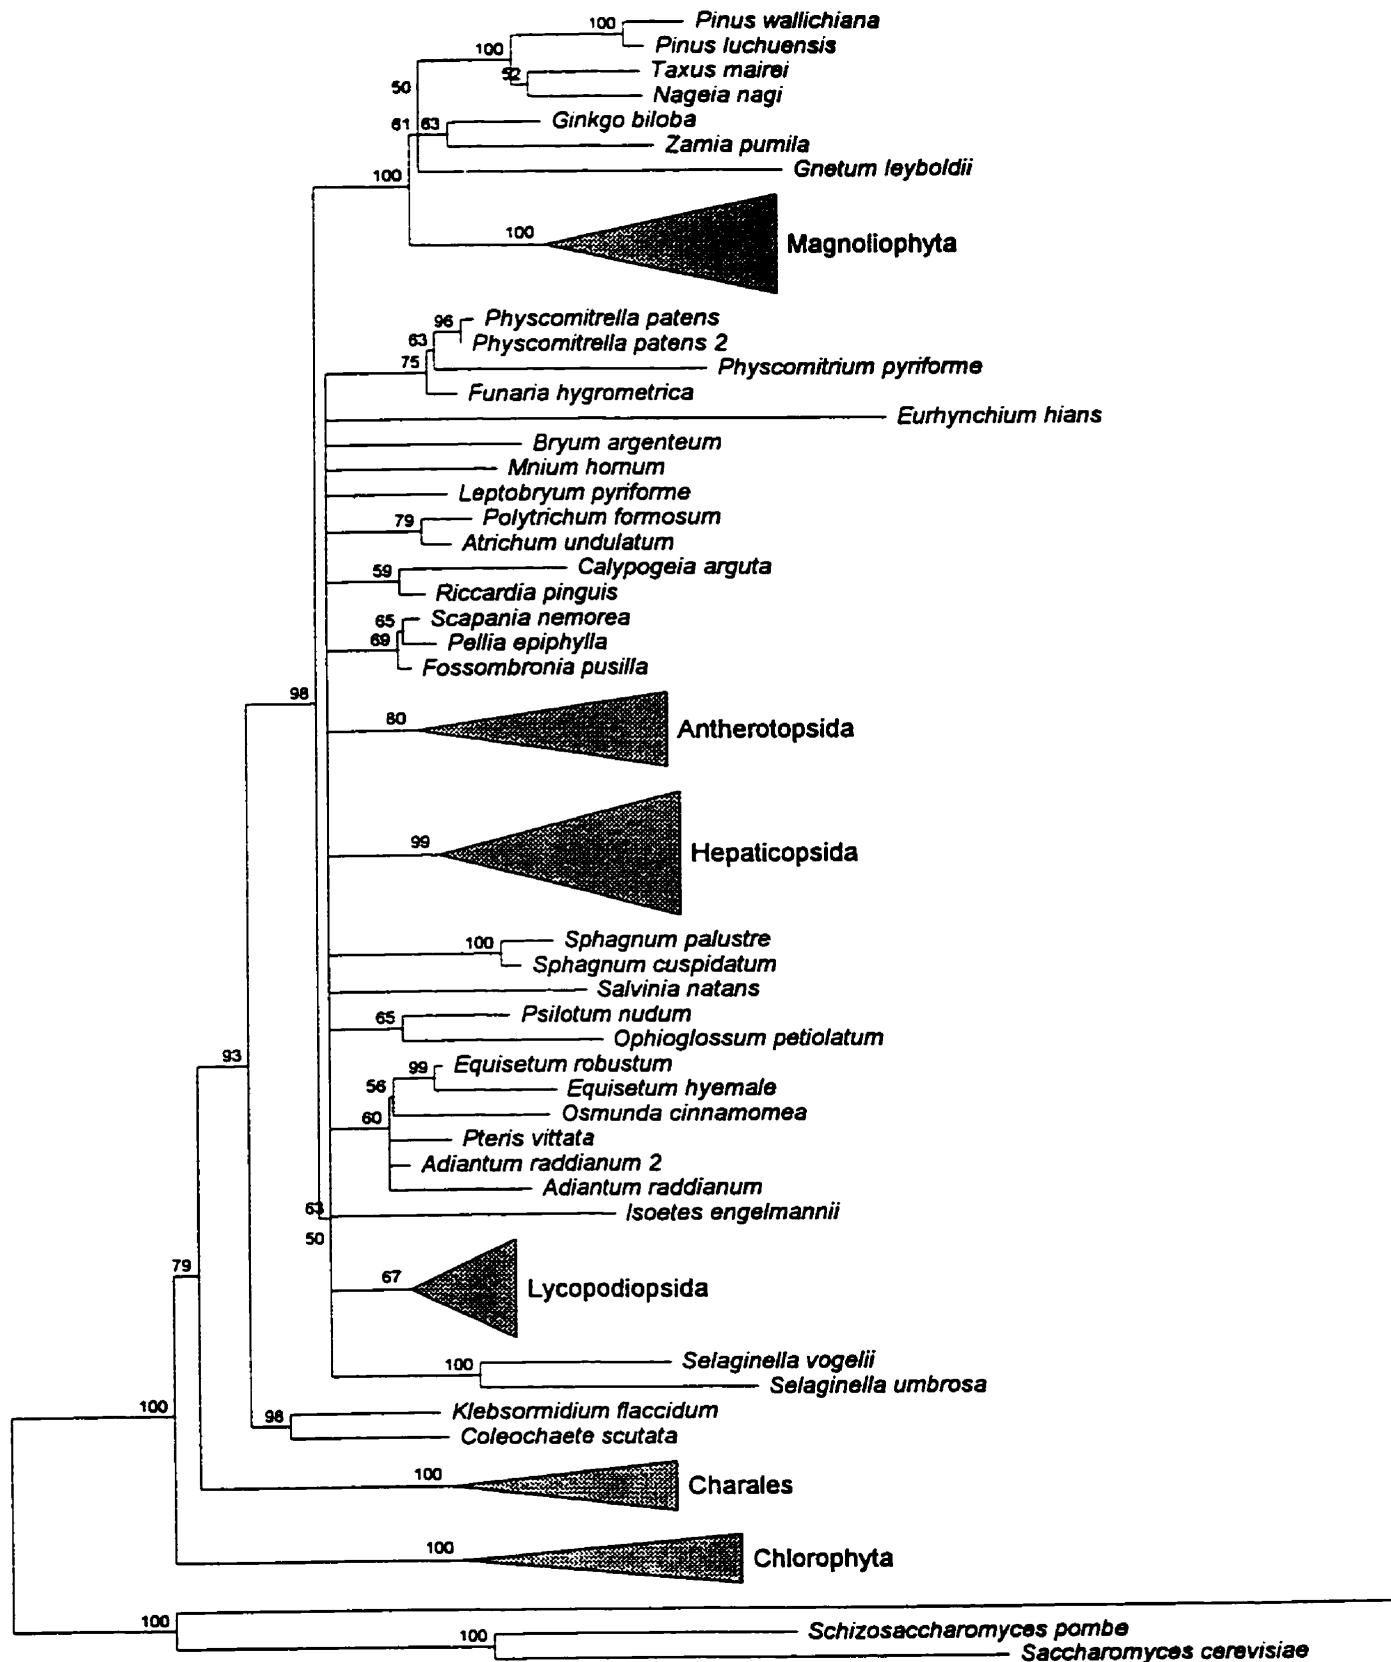 100 Pinus wallichiana
100 Pinus luchuensis
52 Taxus mairei
50 Nageia nagi
61 63 Ginkgo biloba
Zamia pumila
100 Gnetum leyboldii
100 Magnoliophyta
96 Physcomitrella patens
63 Physcomitrella patens 2
75 Physcomitrium pyriforme
Funaria hygrometrica
Eurhynchium hians
Bryum argenteum
Mnium hornum
Leptobryum pyriforme
79 Polytrichum formosum
Atrichum undulatum
59 Calypogeia arguta
Riccardia pinguis
65 Scapania nemorea
69 Pellia epiphylla
Fossombronia pusilla
98
80 Antherotopsida
99 Hepaticopsida
100 Sphagnum palustre
Sphagnum cuspidatum
Salvinia natans
65 Psilotum nudum
Ophioglossum petiolatum
93 99 Equisetum robustum
56 Equisetum hyemale
60 Osmunda cinnamomea
Pteris vittata
Adiantum raddianum 2
Adiantum raddianum
63 Isoetes engelmannii
50
79 67 Lycopodiopsida
100 Selaginella vogelii
Selaginella umbrosa
100 98 Klebsormidium flaccidum
Coleochaete scutata
100 Charales
100 Chlorophyta
100 Schizosaccharomyces pombe
100 Saccharomyces cerevisiae